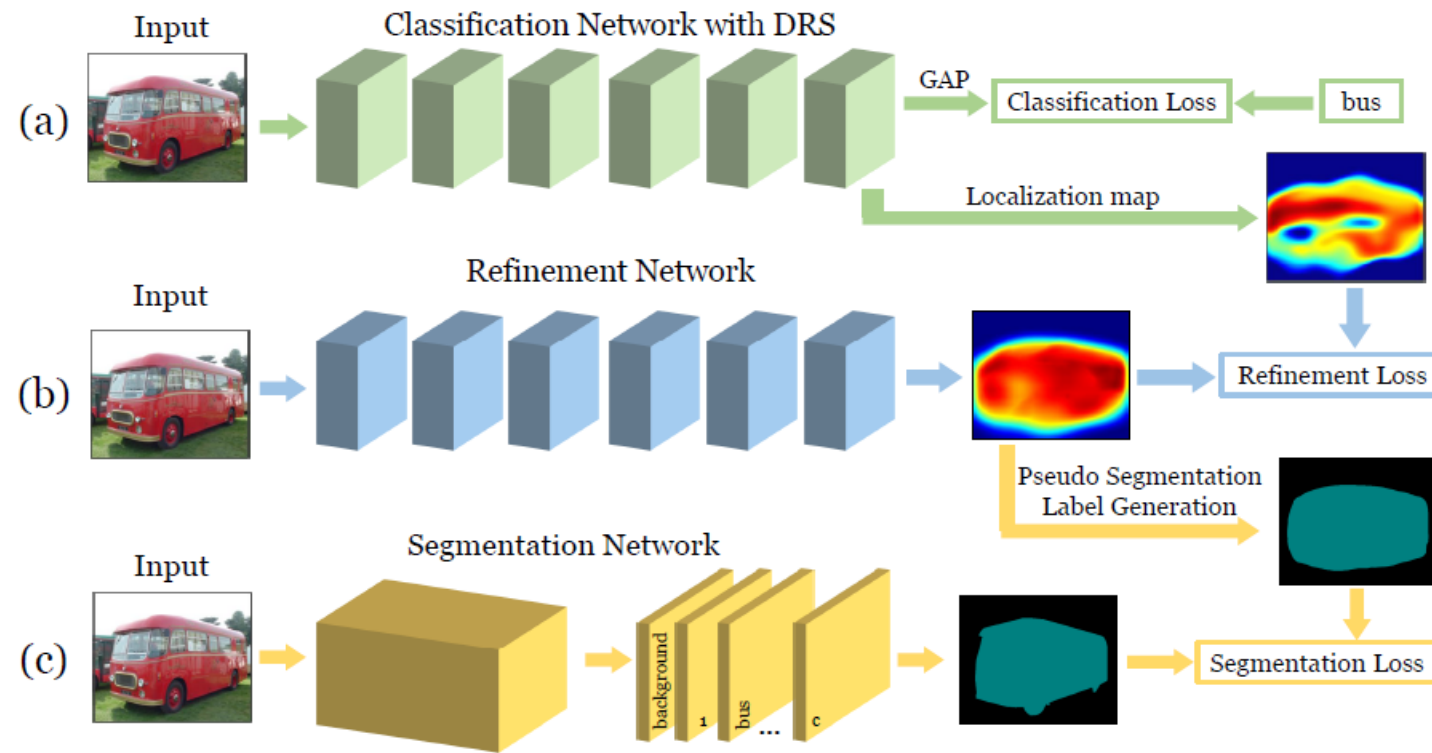 Input
Classification Network with DRS
(a)
GAP
Classification Loss
bus
Localization map
Refinement Network
Input
(b)
Refinement Loss
Pseudo Segmentation
Label Generation
Segmentation Network
Input
(c)
background
1
bus
...
C
Segmentation Loss